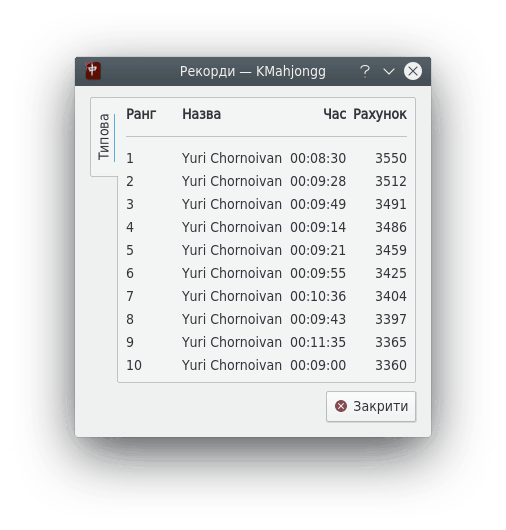 Рекорди — KMahjongg
Типова
Ранг Назва Час Рахунок
1 Yuri Chornoivan 00:08:30 3550
2 Yuri Chornoivan 00:09:28 3512
3 Yuri Chornoivan 00:09:49 3491
4 Yuri Chornoivan 00:09:14 3486
5 Yuri Chornoivan 00:09:21 3459
6 Yuri Chornoivan 00:09:55 3425
7 Yuri Chornoivan 00:10:36 3404
8 Yuri Chornoivan 00:09:43 3397
9 Yuri Chornoivan 00:11:35 3365
10 Yuri Chornoivan 00:09:00 3360
Закрити